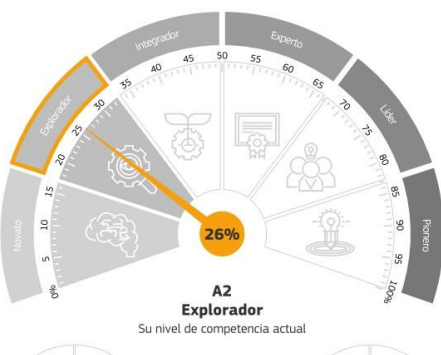 Novato
Explorador
Integrador
Experto
Líder
Pionero
0%
5
10
15
20
25
30
35
40
45
50
55
60
65
70
75
80
85
90
95
100%
26%
A2
Explorador
Su nivel de competencia actual